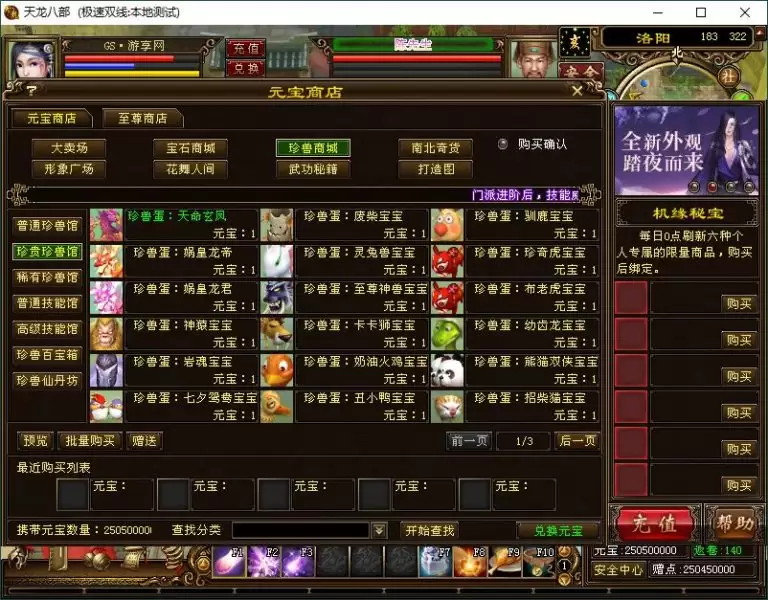 天龙八部 (极速双线:本地测试)
GS·游享网
充值
兑换
陈先生
安全
洛阳 183 322
北
社
? 元宝商店
元宝商店 至尊商店
大卖场 宝石商城 珍兽商城 南北奇货 购买确认
形象广场 花舞人间 武功秘籍 打造图
门派进阶后，技能威
普通珍兽馆
珍贵珍兽馆
稀有珍兽馆
普通技能馆
高级技能馆
珍兽百宝箱
珍兽仙丹坊
珍兽蛋：天命玄凤 珍兽蛋：废柴宝宝 珍兽蛋：驯鹿宝宝
元宝：1 元宝：1 元宝：1
珍兽蛋：娲皇龙帝 珍兽蛋：灵兔兽宝宝 珍兽蛋：珍奇虎宝宝
元宝：1 元宝：1 元宝：1
珍兽蛋：娲皇龙君 珍兽蛋：至尊神兽宝宝 珍兽蛋：布老虎宝宝
元宝：1 元宝：1 元宝：1
珍兽蛋：神猿宝宝 珍兽蛋：卡卡狮宝宝 珍兽蛋：幼齿龙宝宝
元宝：1 元宝：1 元宝：1
珍兽蛋：岩魂宝宝 珍兽蛋：奶油火鸡宝宝 珍兽蛋：熊猫双侠宝宝
元宝：1 元宝：1 元宝：1
珍兽蛋：七夕鸳鸯宝宝 珍兽蛋：丑小鸭宝宝 珍兽蛋：招柴猫宝宝
元宝：1 元宝：1 元宝：1
预览 批量购买 赠送 前一页 1/3 后一页
最近购买列表
元宝： 元宝： 元宝： 元宝： 元宝：
携带元宝数量：25050000 查找分类 开始查找 兑换元宝
全新外观
踏夜而来
机缘秘宝
每日0点刷新六种个
人专属的限量商品，购买
后绑定。
购买
购买
购买
购买
购买
购买
充值 帮助
F1 F2 F3 F7 F8 F9 F10 1
元宝:250500000
安全中心 赠点:250450000